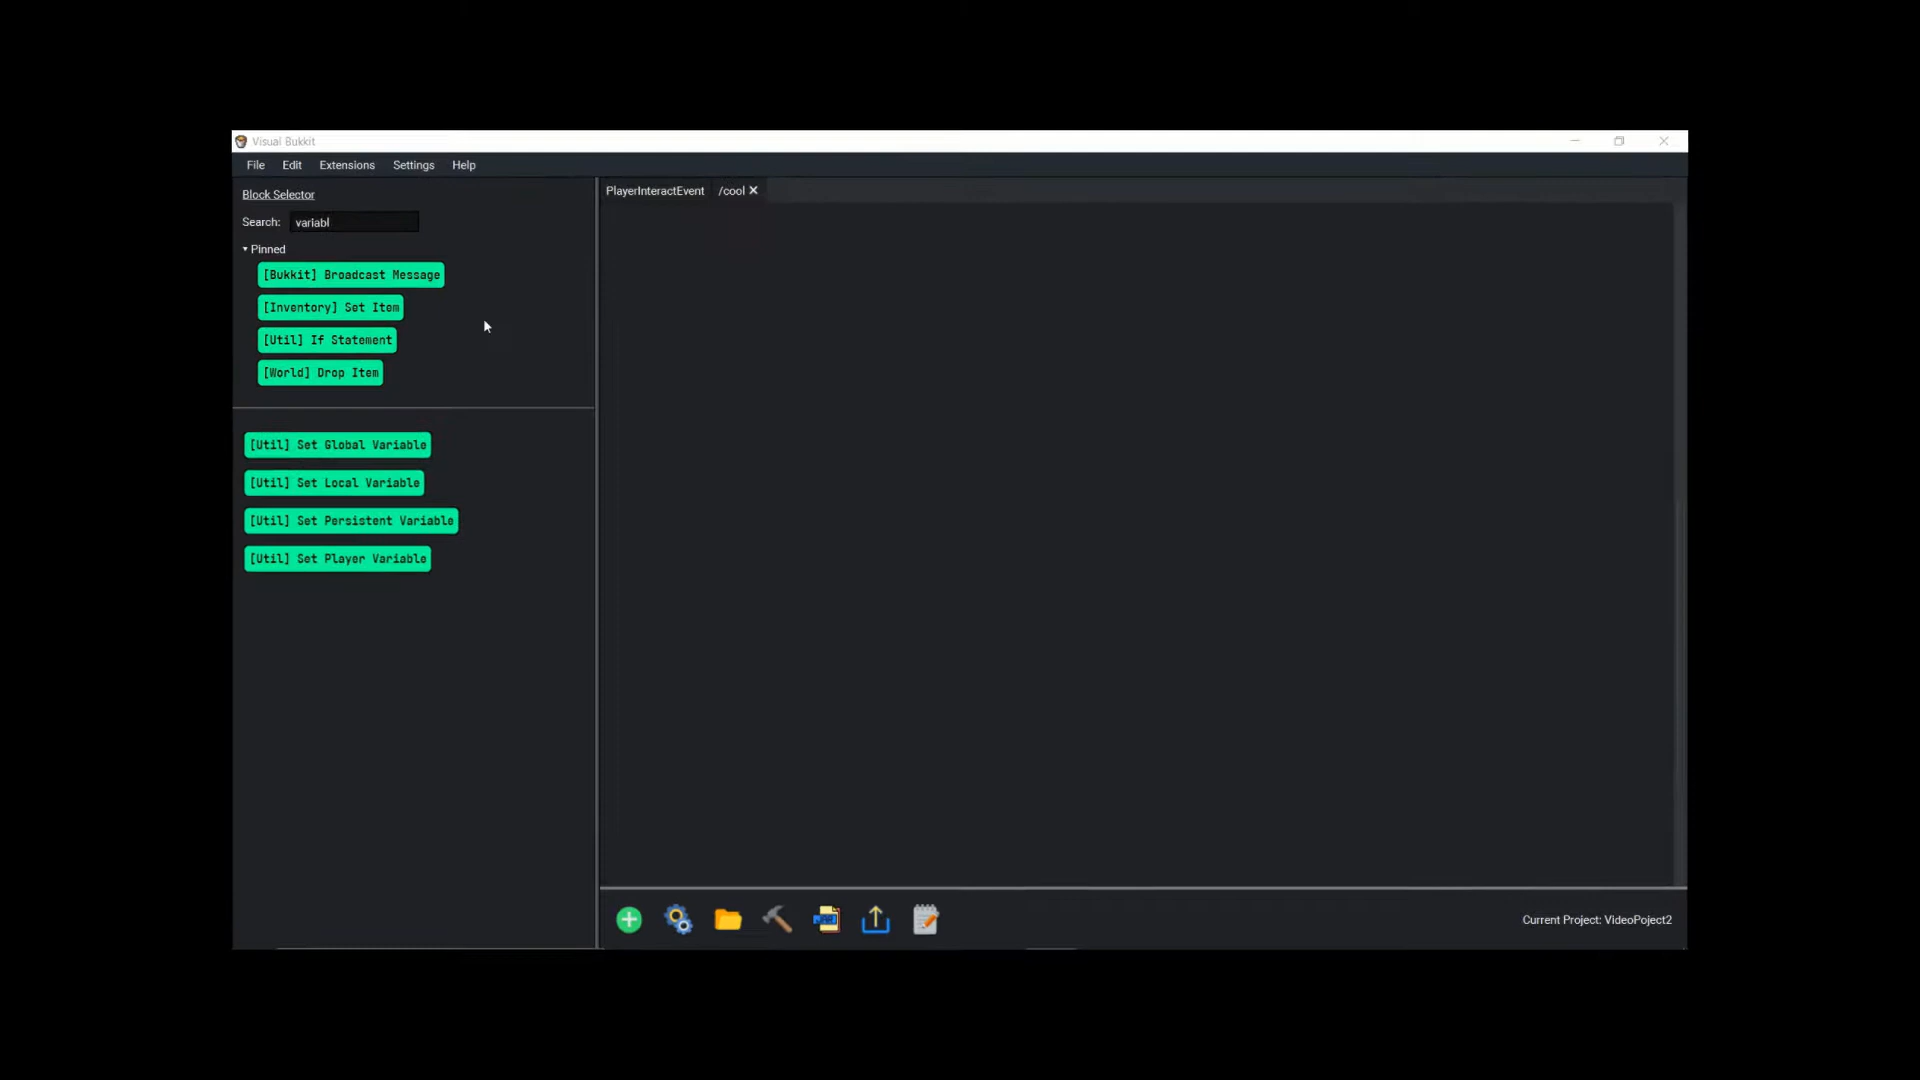 Visual Bukkit
File Edit Extensions Settings Help
Block Selector
Search: variabl
Pinned
[Bukkit] Broadcast Message
[Inventory] Set Item
[Util] If Statement
[World] Drop Item
[Util] Set Global Variable
[Util] Set Local Variable
[Util] Set Persistent Variable
[Util] Set Player Variable
PlayerInteractEvent /cool
Current Project: VideoPoject2